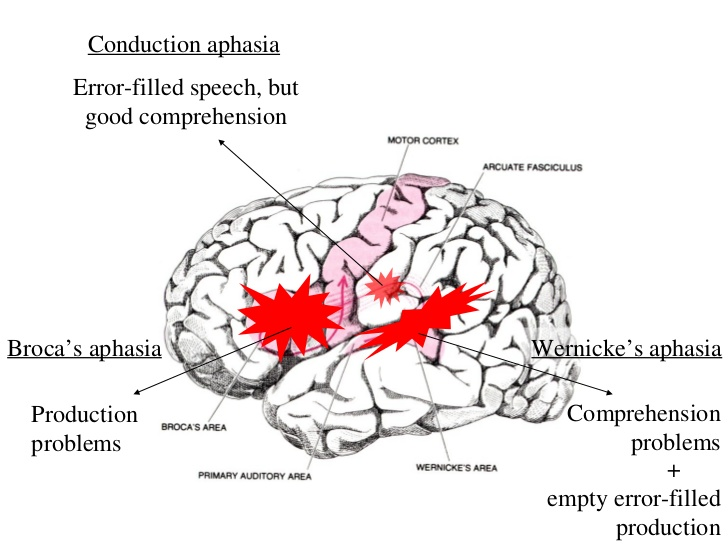 Conduction aphasia
Error-filled speech, but
good comprehension
MOTOR CORTEX
ARCUATE FASCICULUS
Broca's aphasia
Wernicke's aphasia
Production
problems
Comprehension
problems
+
empty error-filled
production
BROCA'S AREA
PRIMARY AUDITORY AREA
WERNICKE'S AREA